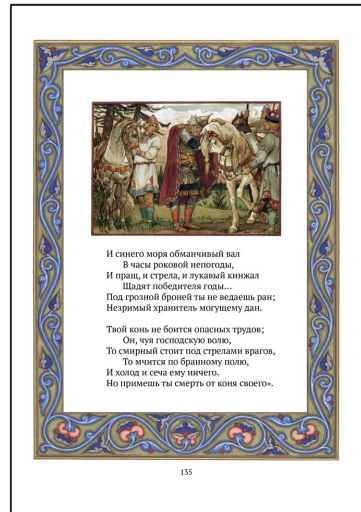 И синего моря обманчивый вал
В часы роковой непогоды,
И пращ, и стрела, и лукавый кинжал
Щадят победителя годы...
Под грозной броней ты не ведаешь ран;
Незримый хранитель могущему дан.
Твой конь не боится опасных трудов;
Он, чуя господскую волю,
То смирный стоит под стрелами врагов,
То мчится по бранному полю,
И холод и сеча ему ничего.
Но примешь ты смерть от коня своего».
135